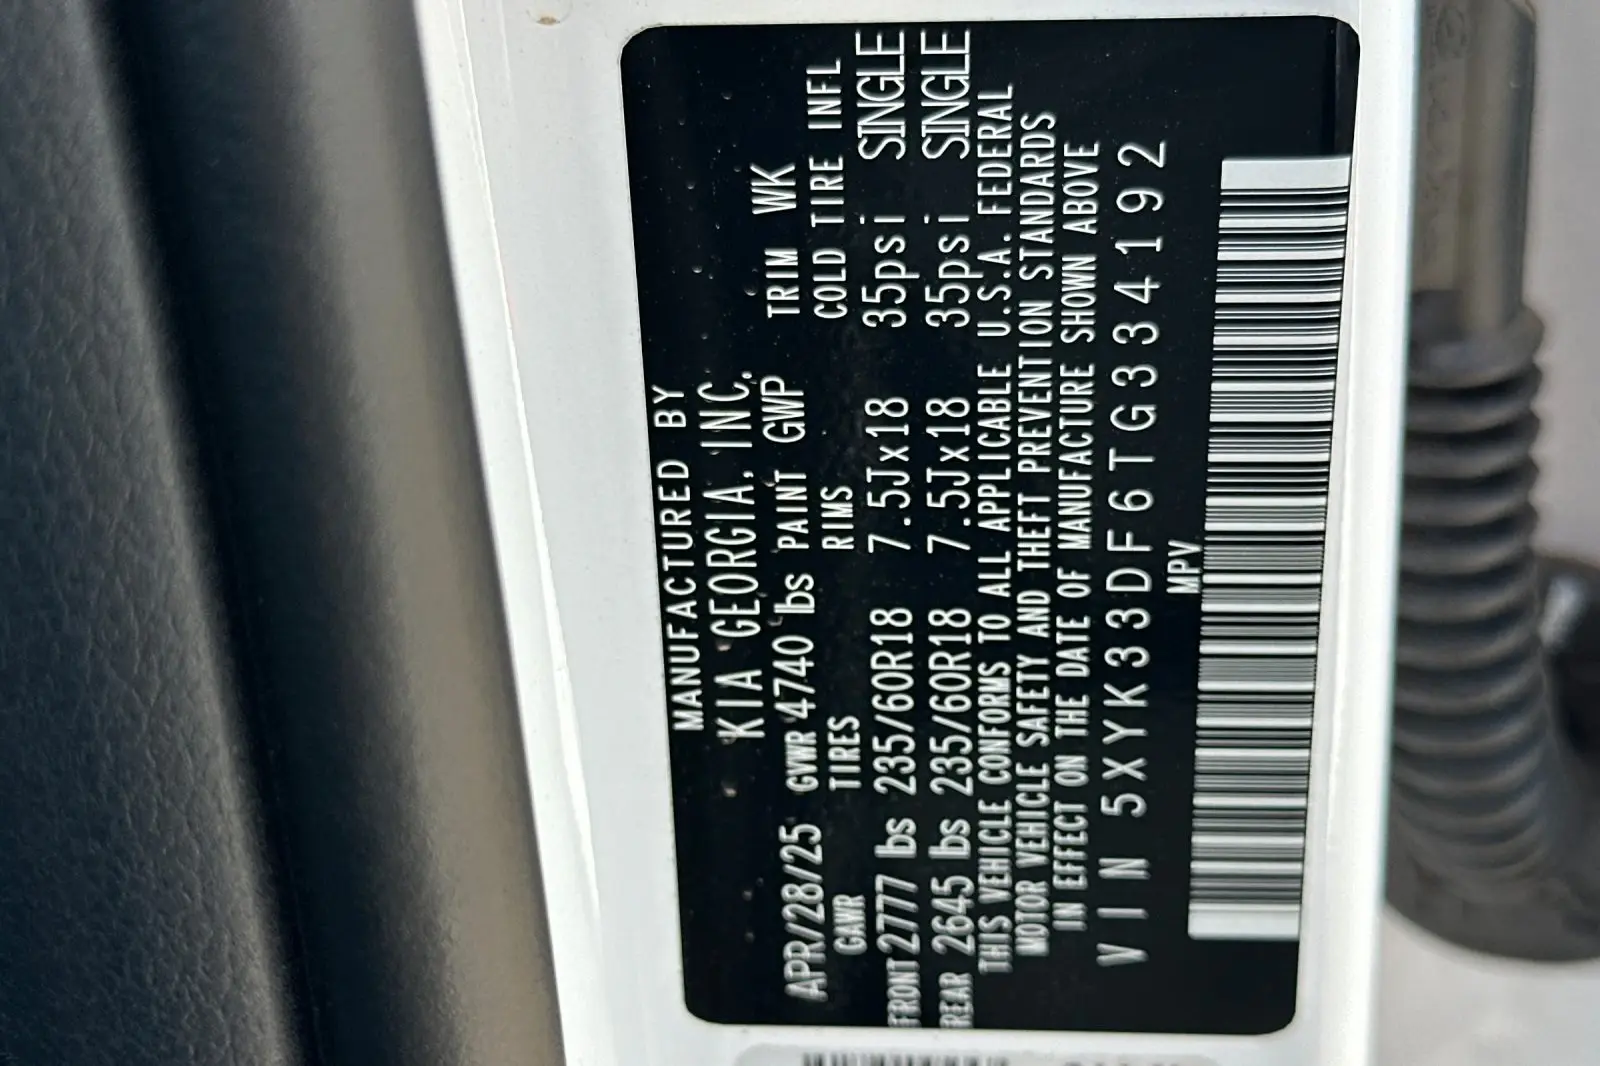 MANUFACTURED BY
KIA GEORGIA, INC.
APR/28/25 GVWR 4740 lbs PAINT GWP TRIM WK
GAWR TIRES RIMS COLD TIRE INFL
FRONT 2777 lbs 235/60R18 7.5Jx18 35psi SINGLE
REAR 2645 lbs 235/60R18 7.5Jx18 35psi SINGLE
THIS VEHICLE CONFORMS TO ALL APPLICABLE U.S.A. FEDERAL
MOTOR VEHICLE SAFETY AND THEFT PREVENTION STANDARDS
IN EFFECT ON THE DATE OF MANUFACTURE SHOWN ABOVE
VIN 5XYK33DF6TG334192
MPV